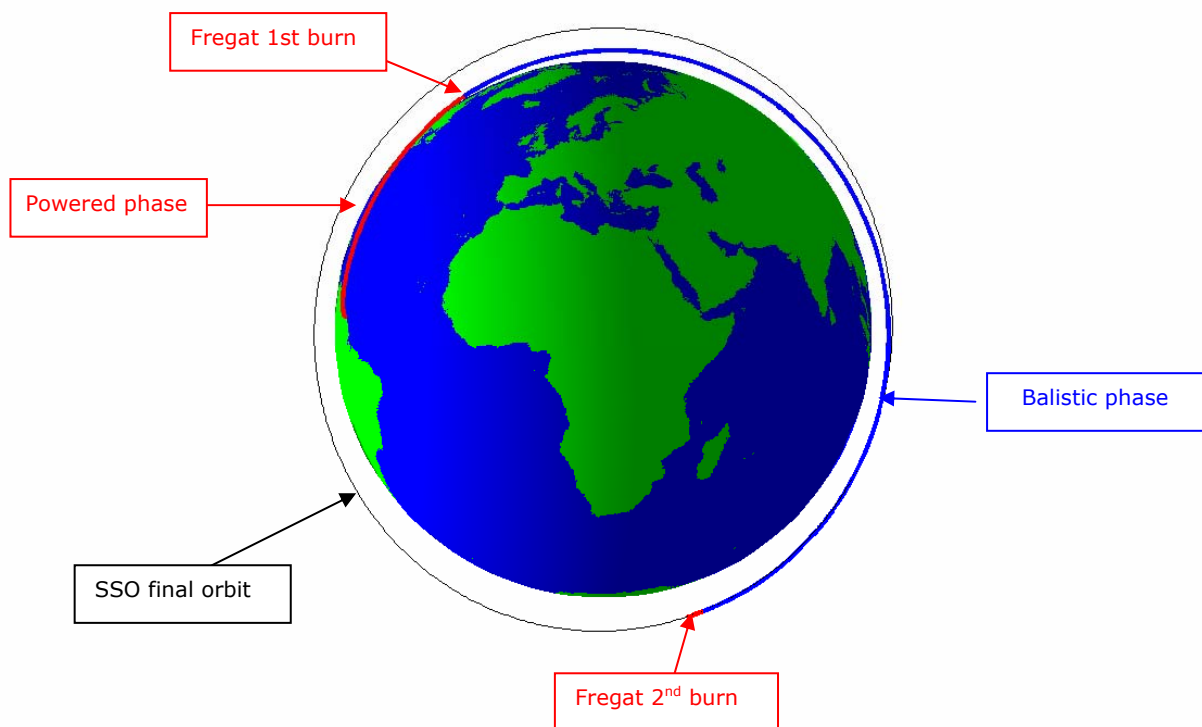 Fregat 1st burn
Powered phase
Balistic phase
SSO final orbit
Fregat 2nd burn